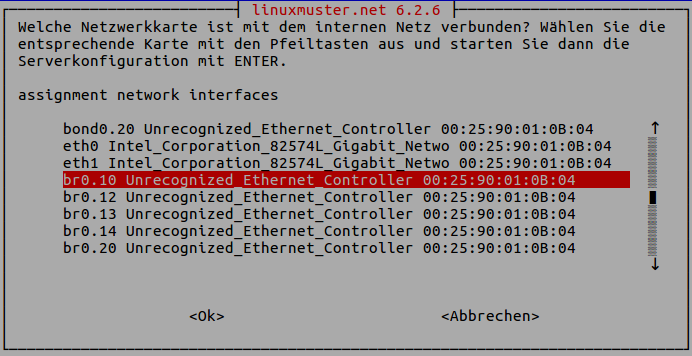 linuxmuster.net 6.2.6
Welche Netzwerkkarte ist mit dem internen Netz verbunden? Wählen Sie die
entsprechende Karte mit den Pfeiltasten aus und starten Sie dann die
Serverkonfiguration mit ENTER.
assignment network interfaces
bond0.20 Unrecognized_Ethernet_Controller 00:25:90:01:0B:04
eth0 Intel_Corporation_82574L_Gigabit_Netwo 00:25:90:01:0B:04
eth1 Intel_Corporation_82574L_Gigabit_Netwo 00:25:90:01:0B:04
br0.10 Unrecognized_Ethernet_Controller 00:25:90:01:0B:04
br0.12 Unrecognized_Ethernet_Controller 00:25:90:01:0B:04
br0.13 Unrecognized_Ethernet_Controller 00:25:90:01:0B:04
br0.14 Unrecognized_Ethernet_Controller 00:25:90:01:0B:04
br0.20 Unrecognized_Ethernet_Controller 00:25:90:01:0B:04
<Ok> <Abbrechen>